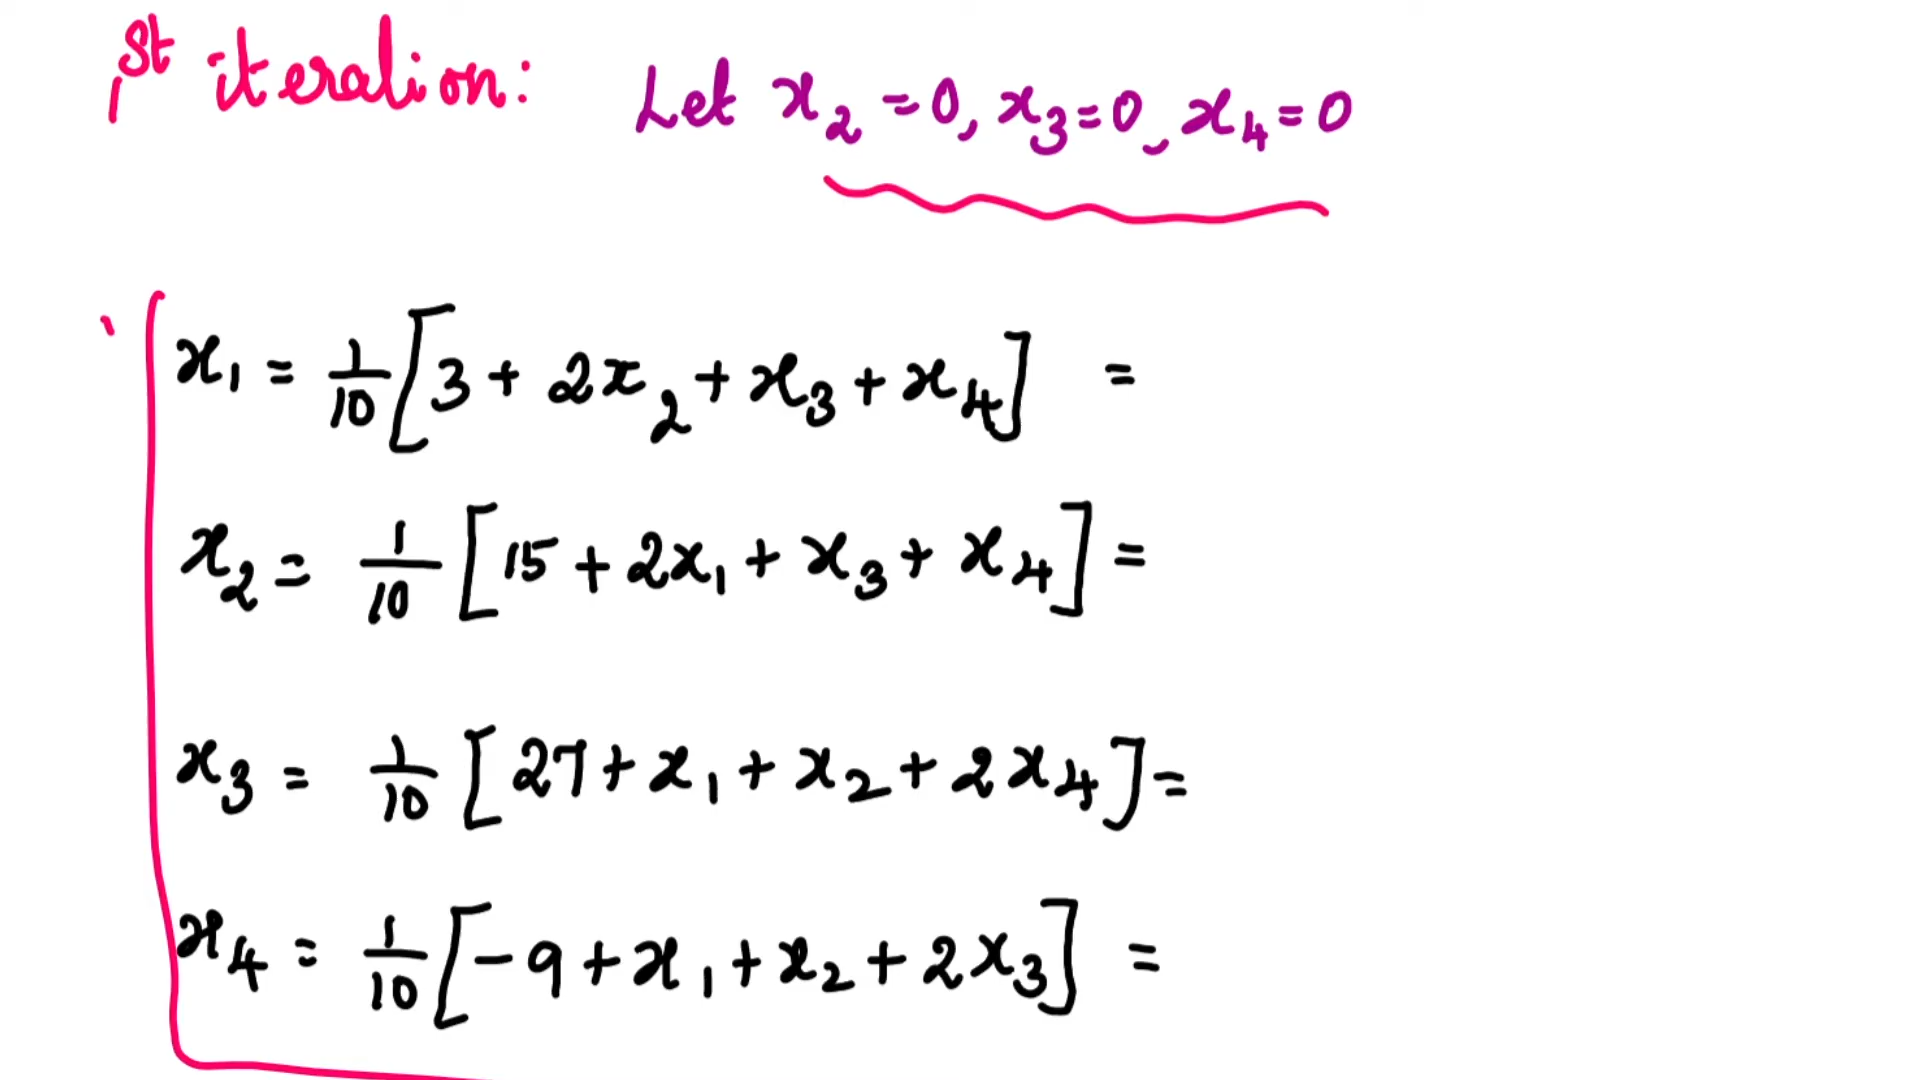 1st iteration: Let x₂ = 0, x₃ = 0, x₄ = 0
x₁ = 1/10 [3 + 2x₂ + x₃ + x₄] =
x₂ = 1/10 [15 + 2x₁ + x₃ + x₄] =
x₃ = 1/10 [27 + x₁ + x₂ + 2x₄] =
x₄ = 1/10 [-9 + x₁ + x₂ + 2x₃] =